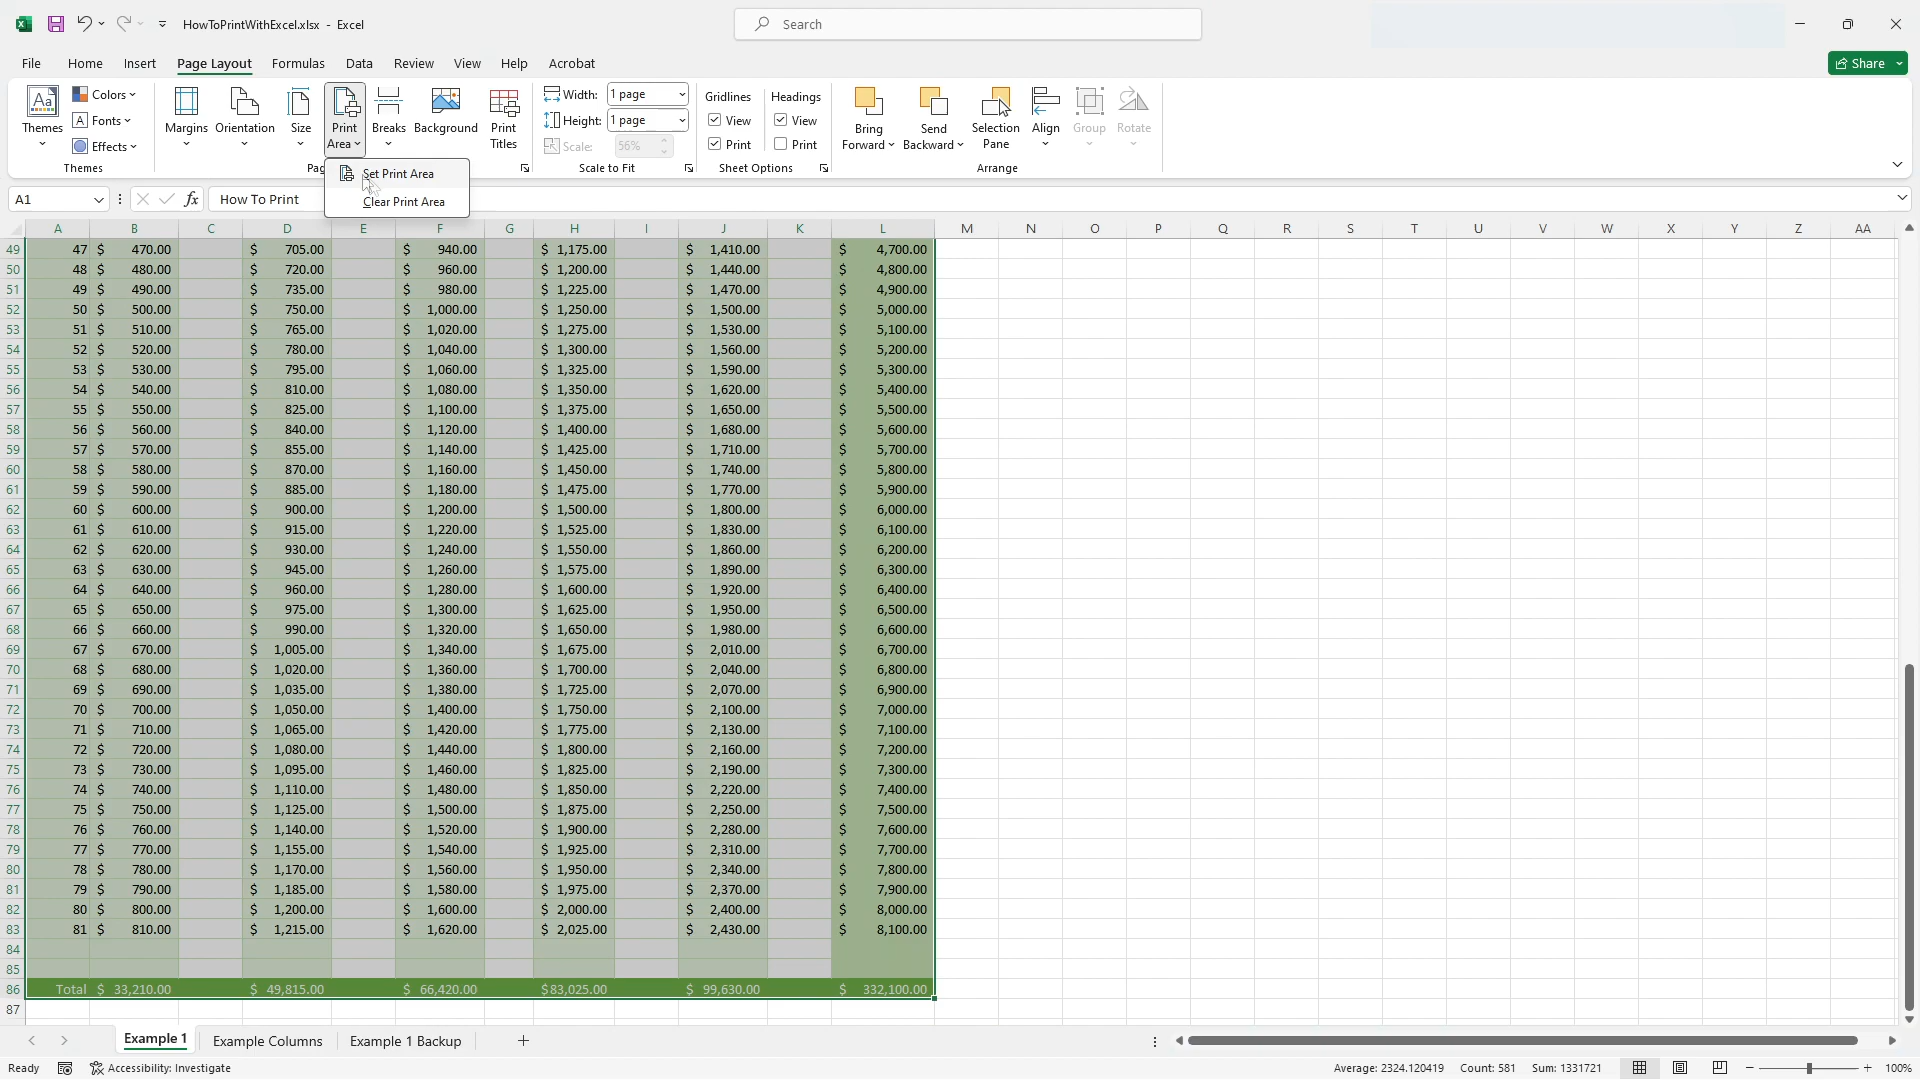 HowToPrintWithExcel.xlsx - Excel
Search
File Home Insert Page Layout Formulas Data Review View Help Acrobat
Share
Themes
Colors
Fonts
Effects
Themes
Margins
Orientation
Size
Print Area
Breaks
Background
Print Titles
Pag
Width: 1 page
Height: 1 page
Scale: 56%
Scale to Fit
Gridlines
View
Print
Headings
View
Print
Sheet Options
Bring Forward
Send Backward
Selection Pane
Align
Group
Rotate
Arrange
Set Print Area
Clear Print Area
A1 fx How To Print
A B C D E F G H I J K L M N O P Q R S T U V W X Y Z AA
49 47 $ 470.00 $ 705.00 $ 940.00 $ 1,175.00 $ 1,410.00 $ 4,700.00
50 48 $ 480.00 $ 720.00 $ 960.00 $ 1,200.00 $ 1,440.00 $ 4,800.00
51 49 $ 490.00 $ 735.00 $ 980.00 $ 1,225.00 $ 1,470.00 $ 4,900.00
52 50 $ 500.00 $ 750.00 $ 1,000.00 $ 1,250.00 $ 1,500.00 $ 5,000.00
53 51 $ 510.00 $ 765.00 $ 1,020.00 $ 1,275.00 $ 1,530.00 $ 5,100.00
54 52 $ 520.00 $ 780.00 $ 1,040.00 $ 1,300.00 $ 1,560.00 $ 5,200.00
55 53 $ 530.00 $ 795.00 $ 1,060.00 $ 1,325.00 $ 1,590.00 $ 5,300.00
56 54 $ 540.00 $ 810.00 $ 1,080.00 $ 1,350.00 $ 1,620.00 $ 5,400.00
57 55 $ 550.00 $ 825.00 $ 1,100.00 $ 1,375.00 $ 1,650.00 $ 5,500.00
58 56 $ 560.00 $ 840.00 $ 1,120.00 $ 1,400.00 $ 1,680.00 $ 5,600.00
59 57 $ 570.00 $ 855.00 $ 1,140.00 $ 1,425.00 $ 1,710.00 $ 5,700.00
60 58 $ 580.00 $ 870.00 $ 1,160.00 $ 1,450.00 $ 1,740.00 $ 5,800.00
61 59 $ 590.00 $ 885.00 $ 1,180.00 $ 1,475.00 $ 1,770.00 $ 5,900.00
62 60 $ 600.00 $ 900.00 $ 1,200.00 $ 1,500.00 $ 1,800.00 $ 6,000.00
63 61 $ 610.00 $ 915.00 $ 1,220.00 $ 1,525.00 $ 1,830.00 $ 6,100.00
64 62 $ 620.00 $ 930.00 $ 1,240.00 $ 1,550.00 $ 1,860.00 $ 6,200.00
65 63 $ 630.00 $ 945.00 $ 1,260.00 $ 1,575.00 $ 1,890.00 $ 6,300.00
66 64 $ 640.00 $ 960.00 $ 1,280.00 $ 1,600.00 $ 1,920.00 $ 6,400.00
67 65 $ 650.00 $ 975.00 $ 1,300.00 $ 1,625.00 $ 1,950.00 $ 6,500.00
68 66 $ 660.00 $ 990.00 $ 1,320.00 $ 1,650.00 $ 1,980.00 $ 6,600.00
69 67 $ 670.00 $ 1,005.00 $ 1,340.00 $ 1,675.00 $ 2,010.00 $ 6,700.00
70 68 $ 680.00 $ 1,020.00 $ 1,360.00 $ 1,700.00 $ 2,040.00 $ 6,800.00
71 69 $ 690.00 $ 1,035.00 $ 1,380.00 $ 1,725.00 $ 2,070.00 $ 6,900.00
72 70 $ 700.00 $ 1,050.00 $ 1,400.00 $ 1,750.00 $ 2,100.00 $ 7,000.00
73 71 $ 710.00 $ 1,065.00 $ 1,420.00 $ 1,775.00 $ 2,130.00 $ 7,100.00
74 72 $ 720.00 $ 1,080.00 $ 1,440.00 $ 1,800.00 $ 2,160.00 $ 7,200.00
75 73 $ 730.00 $ 1,095.00 $ 1,460.00 $ 1,825.00 $ 2,190.00 $ 7,300.00
76 74 $ 740.00 $ 1,110.00 $ 1,480.00 $ 1,850.00 $ 2,220.00 $ 7,400.00
77 75 $ 750.00 $ 1,125.00 $ 1,500.00 $ 1,875.00 $ 2,250.00 $ 7,500.00
78 76 $ 760.00 $ 1,140.00 $ 1,520.00 $ 1,900.00 $ 2,280.00 $ 7,600.00
79 77 $ 770.00 $ 1,155.00 $ 1,540.00 $ 1,925.00 $ 2,310.00 $ 7,700.00
80 78 $ 780.00 $ 1,170.00 $ 1,560.00 $ 1,950.00 $ 2,340.00 $ 7,800.00
81 79 $ 790.00 $ 1,185.00 $ 1,580.00 $ 1,975.00 $ 2,370.00 $ 7,900.00
82 80 $ 800.00 $ 1,200.00 $ 1,600.00 $ 2,000.00 $ 2,400.00 $ 8,000.00
83 81 $ 810.00 $ 1,215.00 $ 1,620.00 $ 2,025.00 $ 2,430.00 $ 8,100.00
84
85
86 Total $ 33,210.00 $ 49,815.00 $ 66,420.00 $83,025.00 $ 99,630.00 $ 332,100.00
87
Example 1 Example Columns Example 1 Backup
Ready Accessibility: Investigate Average: 2324.120419 Count: 581 Sum: 1331721 100%